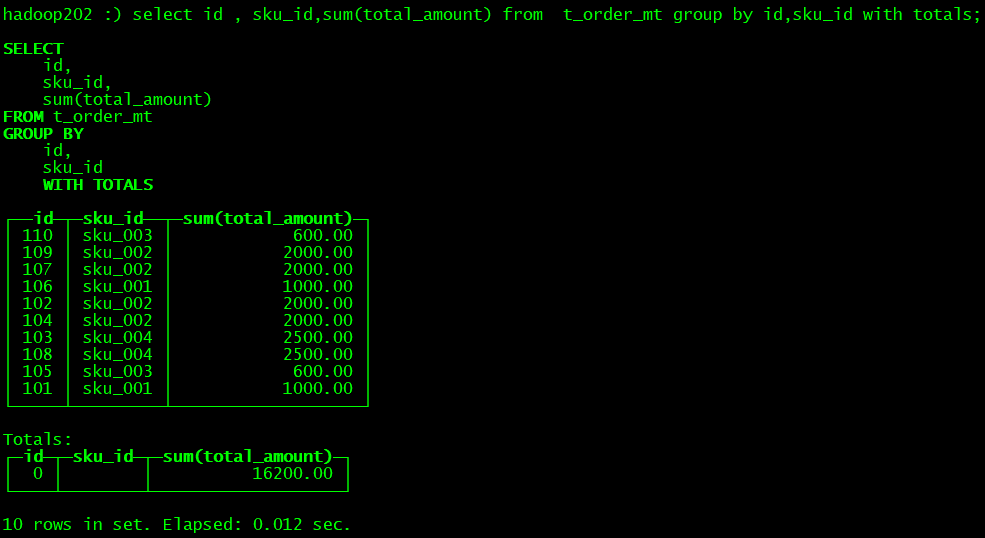 hadoop202 :) select id , sku_id,sum(total_amount) from  t_order_mt group by id,sku_id with totals;
SELECT
    id,
    sku_id,
    sum(total_amount)
FROM t_order_mt
GROUP BY
    id,
    sku_id
    WITH TOTALS
┌──id─┬─sku_id──┬─sum(total_amount)─┐
│ 110 │ sku_003 │            600.00 │
│ 109 │ sku_002 │           2000.00 │
│ 107 │ sku_002 │           2000.00 │
│ 106 │ sku_001 │           1000.00 │
│ 102 │ sku_002 │           2000.00 │
│ 104 │ sku_002 │           2000.00 │
│ 103 │ sku_004 │           2500.00 │
│ 108 │ sku_004 │           2500.00 │
│ 105 │ sku_003 │            600.00 │
│ 101 │ sku_001 │           1000.00 │
└─────┴─────────┴───────────────────┘
Totals:
┌─id─┬─sku_id─┬─sum(total_amount)─┐
│  0 │        │          16200.00 │
└────┴────────┴───────────────────┘
10 rows in set. Elapsed: 0.012 sec.